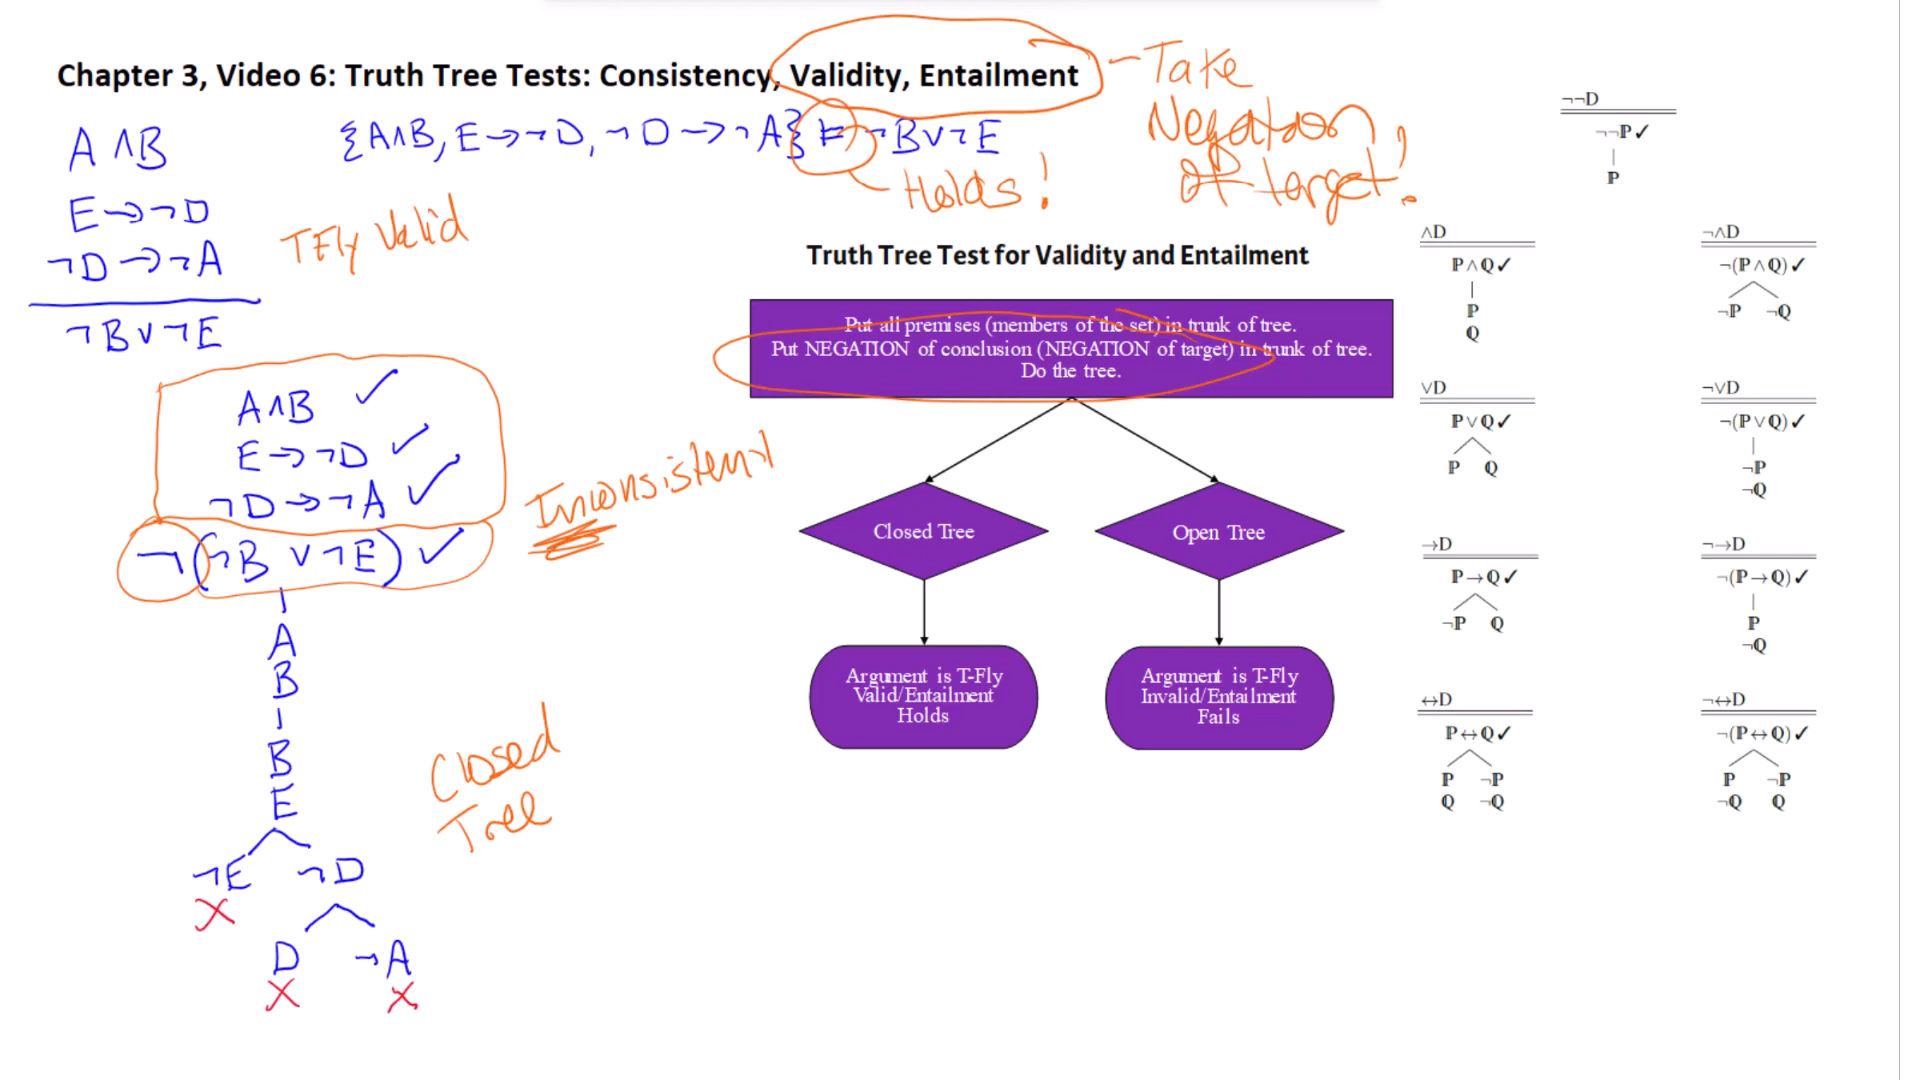 Chapter 3, Video 6: Truth Tree Tests: Consistency, Validity, Entailment
– Take
Negation
of target!
A ∧ B
E → ¬D
¬D → ¬A
¬B ∨ ¬E
TFly Valid
{A∧B, E → ¬D, ¬D → ¬A} ⊨ ¬B ∨ ¬E
Holds!
A∧B ✓
E → ¬D ✓
¬D → ¬A ✓
¬(¬B ∨ ¬E) ✓
Inconsistent
A
B
B
E
¬E ¬D
X
D ¬A
X X
Closed
Tree
Truth Tree Test for Validity and Entailment
Put all premises (members of the set) in trunk of tree.
Put NEGATION of conclusion (NEGATION of target) in trunk of tree.
Do the tree.
Closed Tree
Open Tree
Argument is T-Fly
Valid/Entailment
Holds
Argument is T-Fly
Invalid/Entailment
Fails
¬¬D
¬¬ℙ✓
ℙ
∧D
ℙ∧ℚ✓
ℙ
ℚ
¬∧D
¬(ℙ∧ℚ)✓
¬ℙ ¬ℚ
∨D
ℙ∨ℚ✓
ℙ ℚ
¬∨D
¬(ℙ∨ℚ)✓
¬ℙ
¬ℚ
→D
ℙ→ℚ✓
¬ℙ ℚ
¬→D
¬(ℙ→ℚ)✓
ℙ
¬ℚ
↔D
ℙ↔ℚ✓
ℙ ¬ℙ
ℚ ¬ℚ
¬↔D
¬(ℙ↔ℚ)✓
ℙ ¬ℙ
¬ℚ ℚ